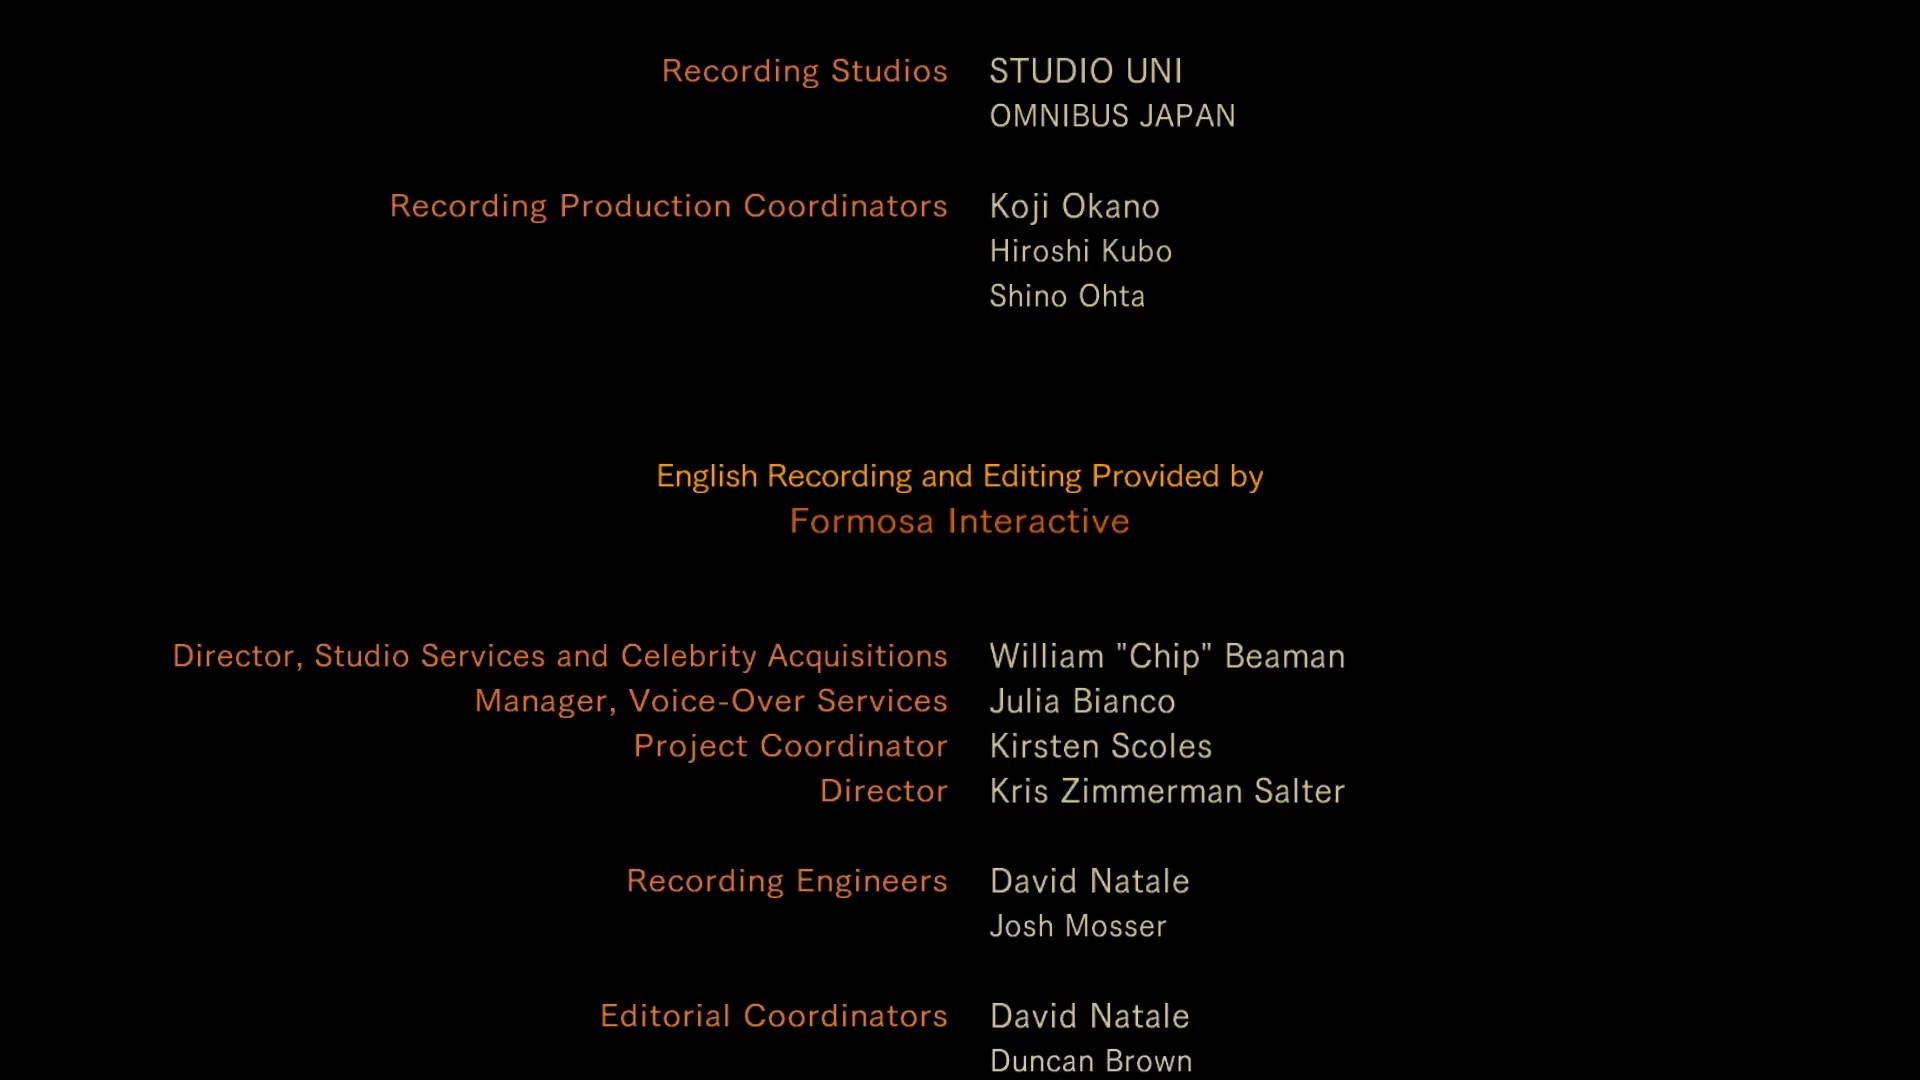 Recording Studios STUDIO UNI
OMNIBUS JAPAN
Recording Production Coordinators Koji Okano
Hiroshi Kubo
Shino Ohta
English Recording and Editing Provided by
Formosa Interactive
Director, Studio Services and Celebrity Acquisitions William "Chip" Beaman
Manager, Voice-Over Services Julia Bianco
Project Coordinator Kirsten Scoles
Director Kris Zimmerman Salter
Recording Engineers David Natale
Josh Mosser
Editorial Coordinators David Natale
Duncan Brown